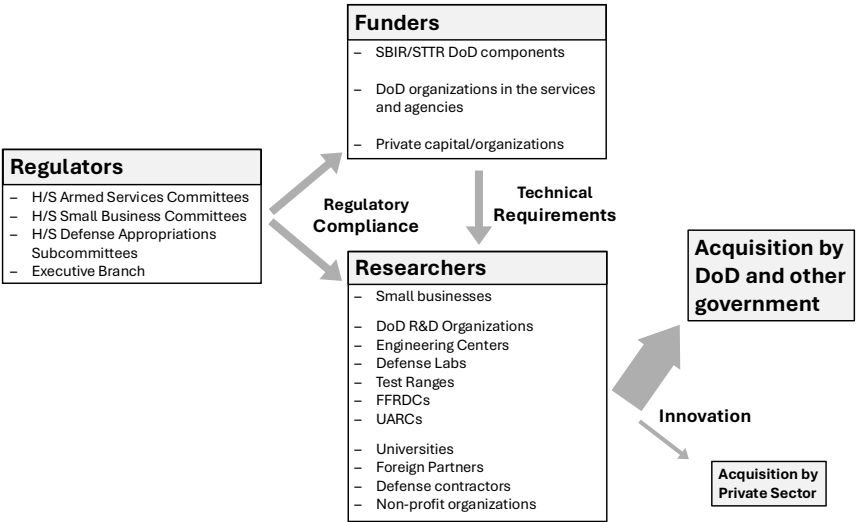 Funders
– SBIR/STTR DoD components
– DoD organizations in the services
and agencies
– Private capital/organizations
Regulators
– H/S Armed Services Committees
– H/S Small Business Committees
– H/S Defense Appropriations
Subcommittees
– Executive Branch
Regulatory
Compliance
Technical
Requirements
Researchers
– Small businesses
– DoD R&D Organizations
– Engineering Centers
– Defense Labs
– Test Ranges
– FFRDCs
– UARCs
– Universities
– Foreign Partners
– Defense contractors
– Non-profit organizations
Acquisition by
DoD and other
government
Innovation
Acquisition by
Private Sector